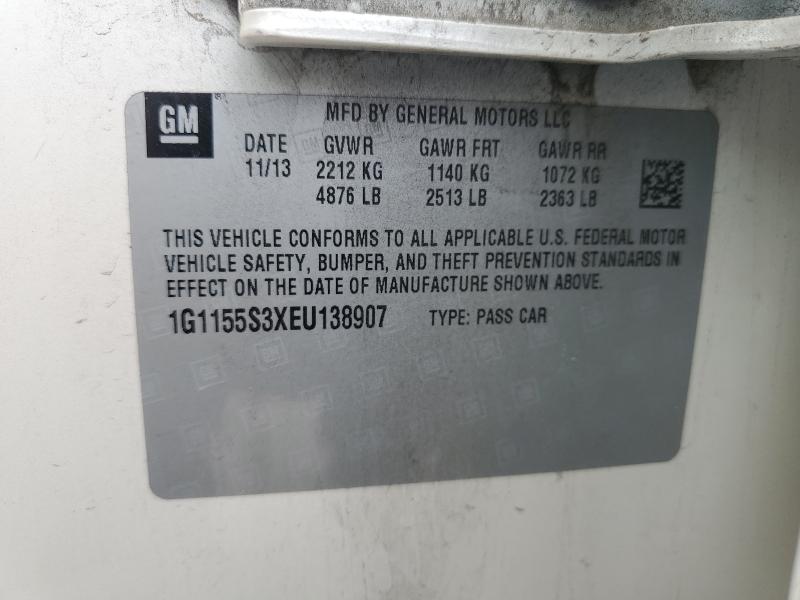 GM
MFD BY GENERAL MOTORS LLC
DATE GVWR GAWR FRT GAWR RR
11/13 2212 KG 1140 KG 1072 KG
4876 LB 2513 LB 2363 LB
THIS VEHICLE CONFORMS TO ALL APPLICABLE U.S. FEDERAL MOTOR
VEHICLE SAFETY, BUMPER, AND THEFT PREVENTION STANDARDS IN
EFFECT ON THE DATE OF MANUFACTURE SHOWN ABOVE.
1G1155S3XEU138907 TYPE: PASS CAR